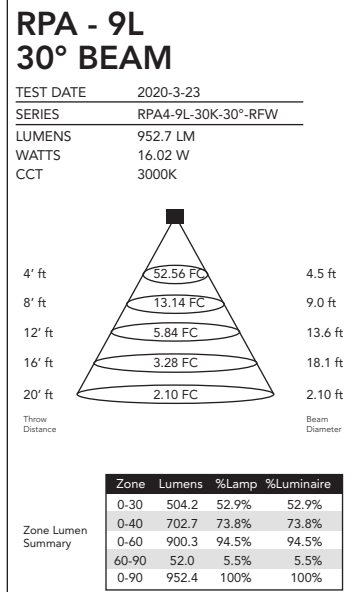 RPA - 9L
30° BEAM
TEST DATE 2020-3-23
SERIES RPA4-9L-30K-30°-RFW
LUMENS 952.7 LM
WATTS 16.02 W
CCT 3000K
4' ft 52.56 FC 4.5 ft
8' ft 13.14 FC 9.0 ft
12' ft 5.84 FC 13.6 ft
16' ft 3.28 FC 18.1 ft
20' ft 2.10 FC 2.10 ft
Throw Beam
Distance Diameter
Zone Lumens %Lamp %Luminaire
0-30 504.2 52.9% 52.9%
0-40 702.7 73.8% 73.8%
Zone Lumen
Summary
0-60 900.3 94.5% 94.5%
60-90 52.0 5.5% 5.5%
0-90 952.4 100% 100%